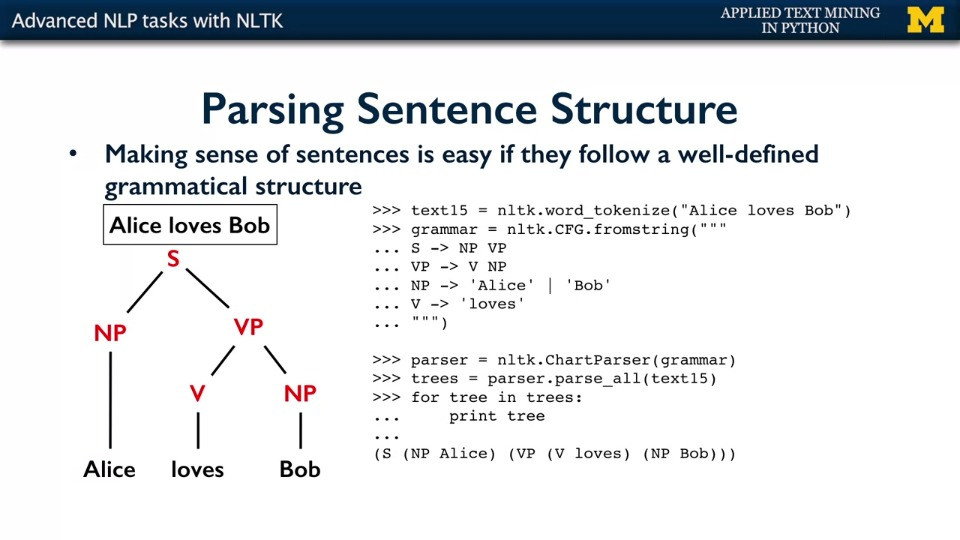 Advanced NLP tasks with NLTK
APPLIED TEXT MINING
IN PYTHON
M
Parsing Sentence Structure
• Making sense of sentences is easy if they follow a well-defined
grammatical structure
Alice loves Bob
S
NP VP
V NP
Alice loves Bob
>>> text15 = nltk.word_tokenize("Alice loves Bob")
>>> grammar = nltk.CFG.fromstring("""
... S -> NP VP
... VP -> V NP
... NP -> 'Alice' | 'Bob'
... V -> 'loves'
... """)
>>> parser = nltk.ChartParser(grammar)
>>> trees = parser.parse_all(text15)
>>> for tree in trees:
...     print tree
...
(S (NP Alice) (VP (V loves) (NP Bob)))